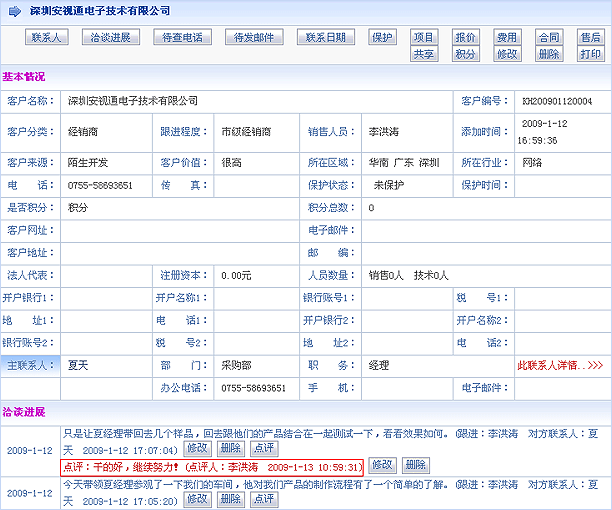 深圳安视通电子技术有限公司
联系人 洽谈进展 待查电话 待发邮件 联系日期 保护 项目 报价 费用 合同 售后
共享 积分 修改 删除 打印
基本情况
客户名称： 深圳安视通电子技术有限公司 客户编号： KH200901120004
客户分类： 经销商 跟进程度： 市级经销商 销售人员： 李洪涛 添加时间： 2009-1-12
16:59:36
客户来源： 陌生开发 客户价值： 很高 所在区域： 华南 广东 深圳 所在行业： 网络
电 话： 0755-58693651 传 真： 保护状态： 未保护 保护时间：
是否积分： 积分 积分总数： 0
客户网址： 电子邮件：
客户地址： 邮 编：
法人代表： 注册资本： 0.00元 人员数量： 销售0人 技术0人
开户银行1： 开户名称1： 银行账号1： 税 号1：
地 址1： 电 话1： 开户银行2： 开户名称2：
银行账号2： 税 号2： 地 址2： 电 话2：
主联系人： 夏天 部 门： 采购部 职 务： 经理 此联系人详情..>>>
办公电话： 0755-58693651 手 机： 电子邮件：
洽谈进展
2009-1-12 只是让夏经理带回去几个样品，回去跟他们的产品结合在一起测试一下，看看效果如何。(跟进：李洪涛 对方联系人：夏
天 2009-1-12 17:07:04) 修改 删除 点评
点评：干的好，继续努力! (点评人：李洪涛 2009-1-13 10:59:31) 修改 删除
2009-1-12 今天带领夏经理参观了一下我们的车间，他对我们产品的制作流程有了一个简单的了解。(跟进：李洪涛 对方联系人：夏
天 2009-1-12 17:05:20) 修改 删除 点评